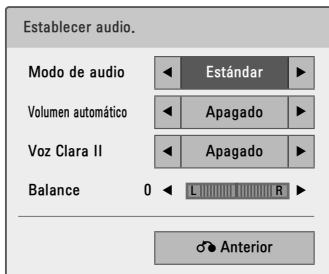 Establecer audio.
Modo de audio ◄ Estándar ►
Volumen automático ◄ Apagado ►
Voz Clara II ◄ Apagado ►
Balance 0 ◄ L R ►
Anterior